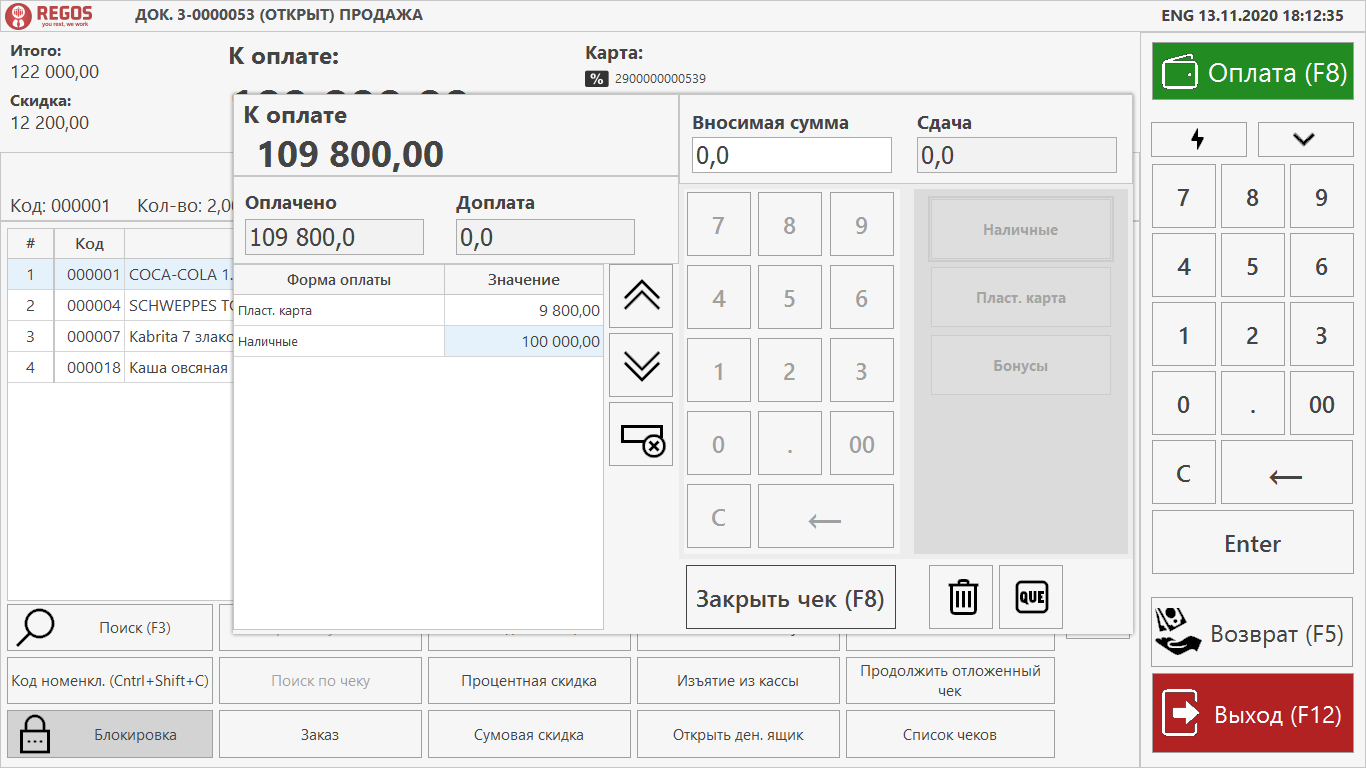 REGOS
you rest, we work
ДОК. 3-0000053 (ОТКРЫТ) ПРОДАЖА
ENG 13.11.2020 18:12:35
Итого:
122 000,00
Скидка:
12 200,00
К оплате:
Карта:
% 2900000000539
Оплата (F8)
К оплате
109 800,00
Вносимая сумма
0,0
Сдача
0,0
Код: 000001 Кол-во: 2,0
Оплачено
109 800,0
Доплата
0,0
# Код
1 000001 COCA-COLA 1.
2 000004 SCHWEPPES TO
3 000007 Kabrita 7 злако
4 000018 Каша овсяная
Форма оплаты Значение
Пласт. карта 9 800,00
Наличные 100 000,00
7 8 9
4 5 6
1 2 3
0 . 00
C ←
Наличные
Пласт. карта
Бонусы
Закрыть чек (F8)
QUE
7 8 9
4 5 6
1 2 3
0 . 00
C ←
Enter
Возврат (F5)
Выход (F12)
Поиск (F3)
Код номенкл. (Cntrl+Shift+C)
Поиск по чеку
Процентная скидка
Изъятие из кассы
Продолжить отложенный
чек
Блокировка
Заказ
Сумовая скидка
Открыть ден. ящик
Список чеков